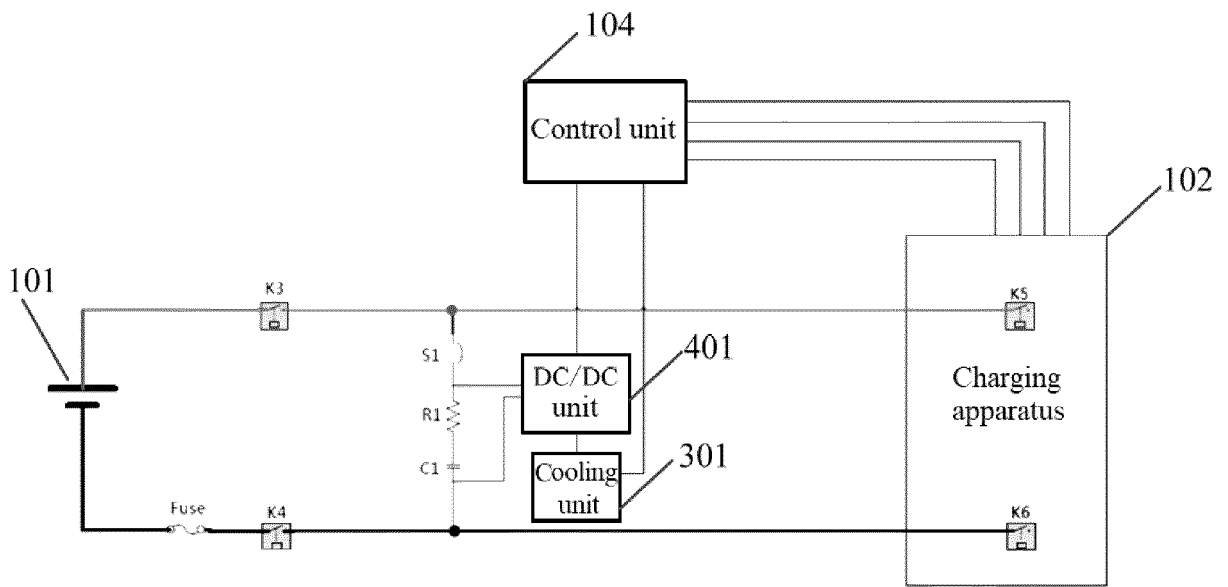 104
Control unit
102
101
K3
K5
S1
401
DC/DC
unit
Charging
apparatus
R1
C1
Cooling
unit
301
Fuse
K4
K6